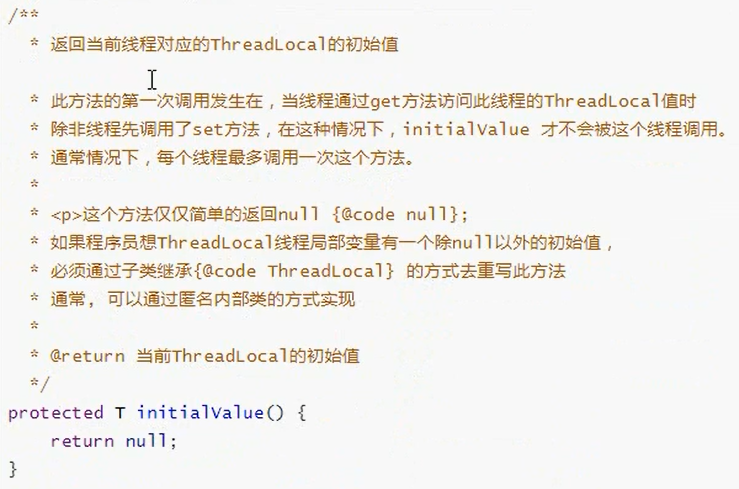 /**
* 返回当前线程对应的ThreadLocal的初始值
* 此方法的第一次调用发生在，当线程通过get方法访问此线程的ThreadLocal值时
* 除非线程先调用了set方法，在这种情况下，initialValue 才不会被这个线程调用。
* 通常情况下，每个线程最多调用一次这个方法。
*
* <p>这个方法仅仅简单的返回null {@code null};
* 如果程序员想ThreadLocal线程局部变量有一个除null以外的初始值，
* 必须通过子类继承{@code ThreadLocal} 的方式去重写此方法
* 通常, 可以通过匿名内部类的方式实现
*
* @return 当前ThreadLocal的初始值
*/
protected T initialValue() {
return null;
}